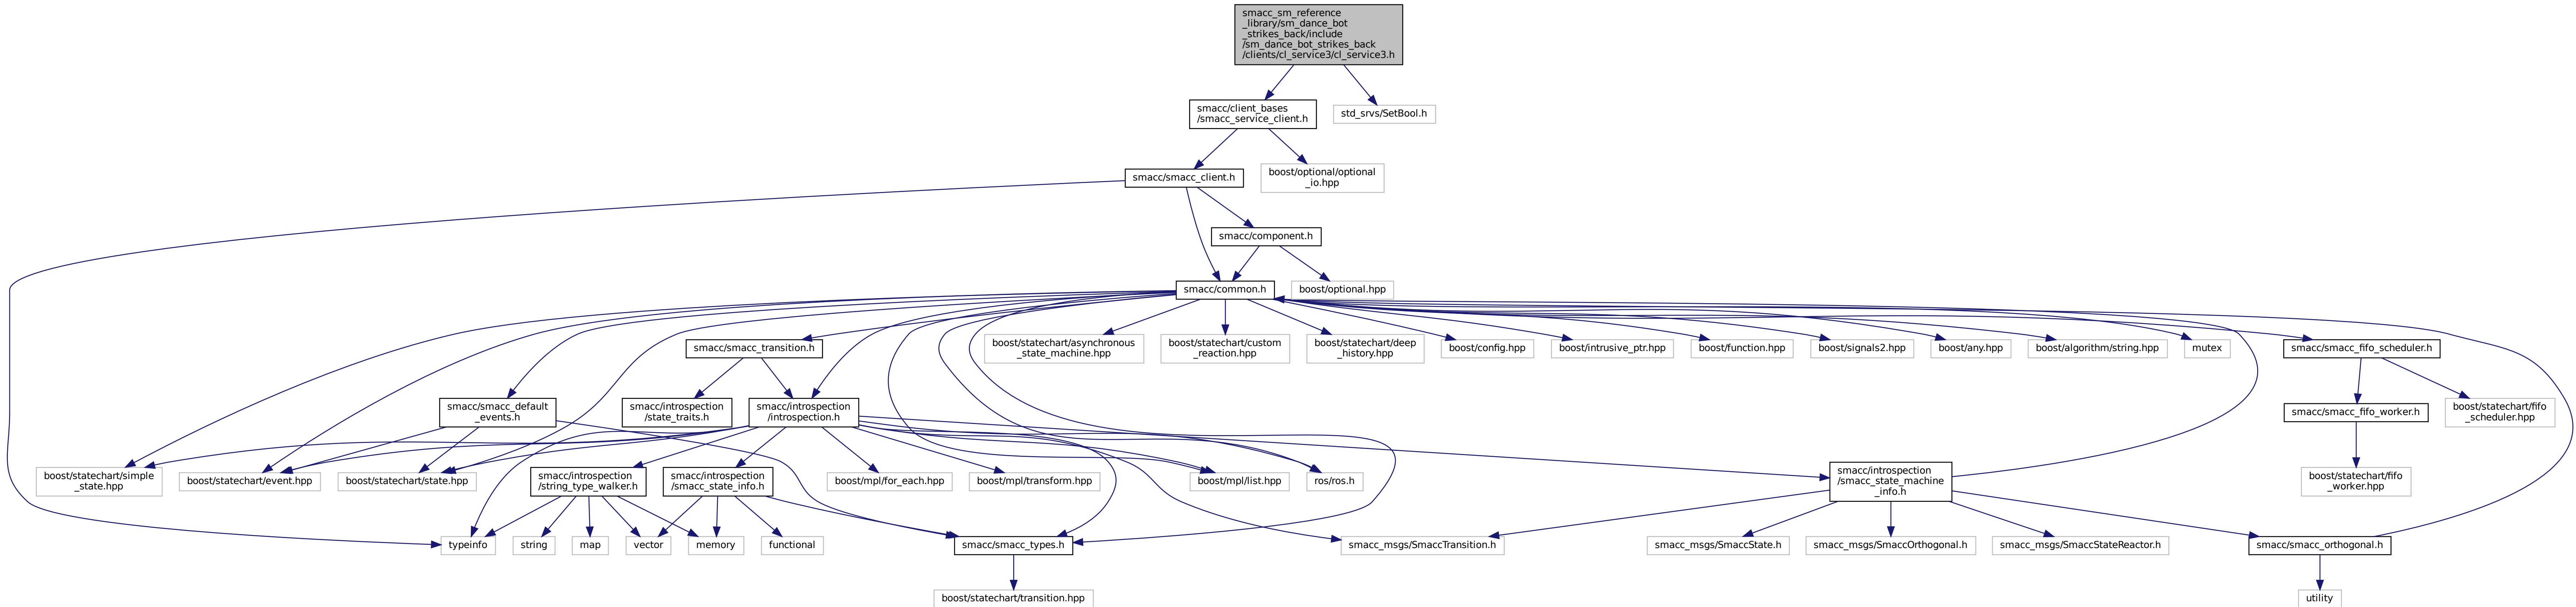 smacc_sm_reference
_library/sm_dance_bot
_strikes_back/include
/sm_dance_bot_strikes_back
/clients/cl_service3/cl_service3.h
smacc/client_bases
/smacc_service_client.h
std_srvs/SetBool.h
smacc/smacc_client.h
boost/optional/optional
_io.hpp
smacc/component.h
smacc/common.h
boost/optional.hpp
smacc/smacc_transition.h
boost/statechart/asynchronous
_state_machine.hpp
boost/statechart/custom
_reaction.hpp
boost/statechart/deep
_history.hpp
boost/config.hpp
boost/intrusive_ptr.hpp
boost/function.hpp
boost/signals2.hpp
boost/any.hpp
boost/algorithm/string.hpp
mutex
smacc/smacc_fifo_scheduler.h
smacc/smacc_default
_events.h
smacc/introspection
/state_traits.h
smacc/introspection
/introspection.h
smacc/smacc_fifo_worker.h
boost/statechart/fifo
_scheduler.hpp
boost/statechart/simple
_state.hpp
boost/statechart/event.hpp
boost/statechart/state.hpp
smacc/introspection
/string_type_walker.h
smacc/introspection
/smacc_state_info.h
boost/mpl/for_each.hpp
boost/mpl/transform.hpp
boost/mpl/list.hpp
ros/ros.h
smacc/introspection
/smacc_state_machine
_info.h
boost/statechart/fifo
_worker.hpp
typeinfo
string
map
vector
memory
functional
smacc/smacc_types.h
smacc_msgs/SmaccTransition.h
smacc_msgs/SmaccState.h
smacc_msgs/SmaccOrthogonal.h
smacc_msgs/SmaccStateReactor.h
smacc/smacc_orthogonal.h
boost/statechart/transition.hpp
utility